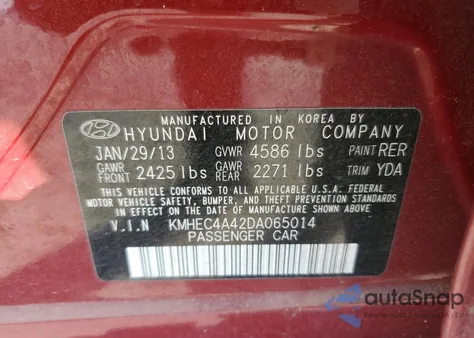 MANUFACTURED IN KOREA BY
HYUNDAI MOTOR COMPANY
JAN/29/13 GVWR 4586 lbs PAINT RER
GAWR FRONT 2425 lbs GAWR REAR 2271 lbs TRIM YDA
THIS VEHICLE CONFORMS TO ALL APPLICABLE U.S.A. FEDERAL
MOTOR VEHICLE SAFETY, BUMPER, AND THEFT PREVENTION STANDARDS
IN EFFECT ON THE DATE OF MANUFACTURE SHOWN ABOVE.
V.I.N KMHEC4A42DA065014
PASSENGER CAR
autoSnap